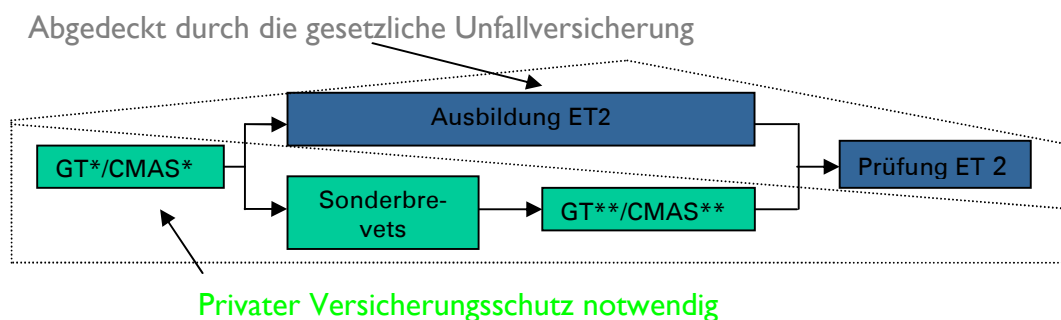 Abgedeckt durch die gesetzliche Unfallversicherung
Ausbildung ET2
GT*/CMAS*
Prüfung ET 2
Sonderbre-
vets
GT**/CMAS**
Privater Versicherungsschutz notwendig